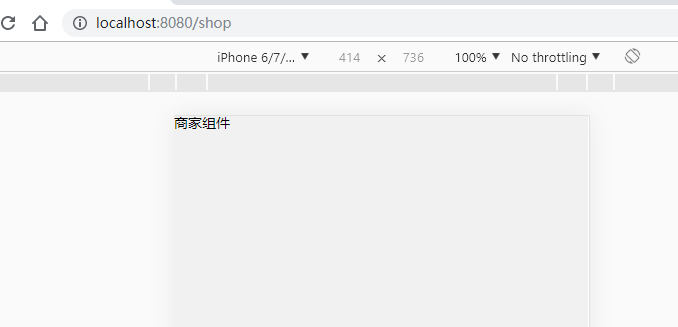 localhost:8080/shop
iPhone 6/7/... ▼ 414 × 736 100% ▼ No throttling ▼
商家组件